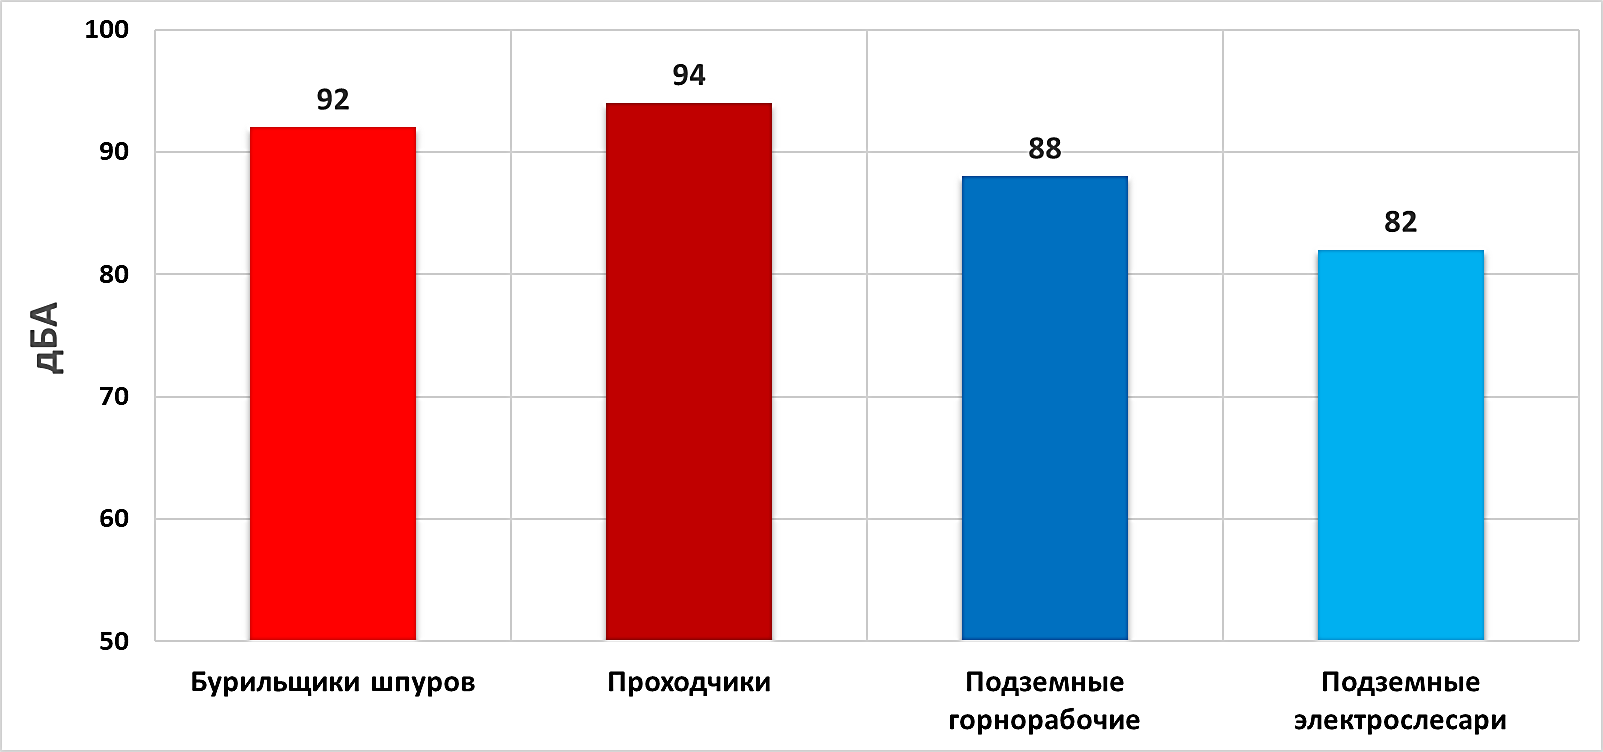 100
90
80
70
60
50
дБА
92
94
88
82
Бурильщики шпуров
Проходчики
Подземные
горнорабочие
Подземные
электрослесари